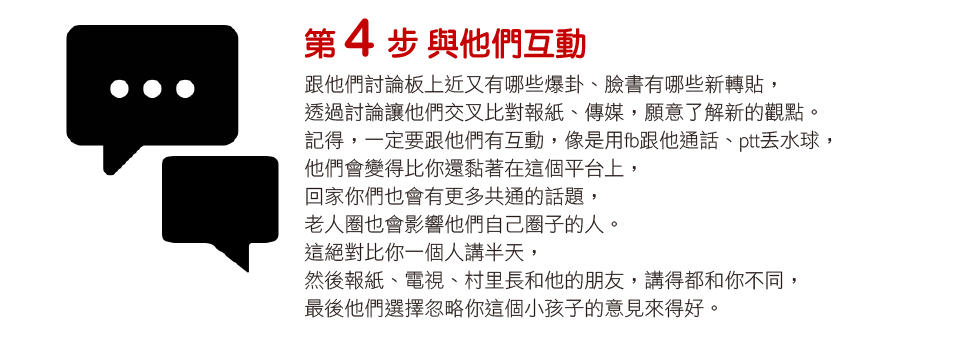 第 4 步 與他們互動
跟他們討論板上近又有哪些爆卦、臉書有哪些新轉貼，
透過討論讓他們交叉比對報紙、傳媒，願意了解新的觀點。
記得，一定要跟他們有互動，像是用fb跟他通話、ptt丟水球，
他們會變得比你還黏著在這個平台上，
回家你們也會有更多共通的話題，
老人圈也會影響他們自己圈子的人。
這絕對比你一個人講半天，
然後報紙、電視、村里長和他的朋友，講得都和你不同，
最後他們選擇忽略你這個小孩子的意見來得好。